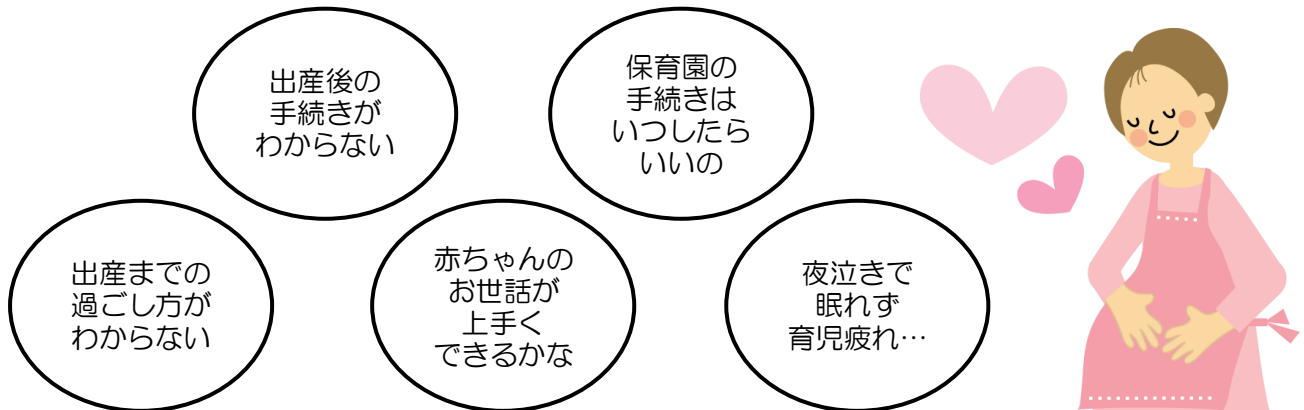 出産後の
手続きが
わからない
保育園の
手続きは
いつしたら
いいの
出産までの
過ごし方が
わからない
赤ちゃんの
お世話が
上手く
できるかな
夜泣きで
眠れず
育児疲れ…